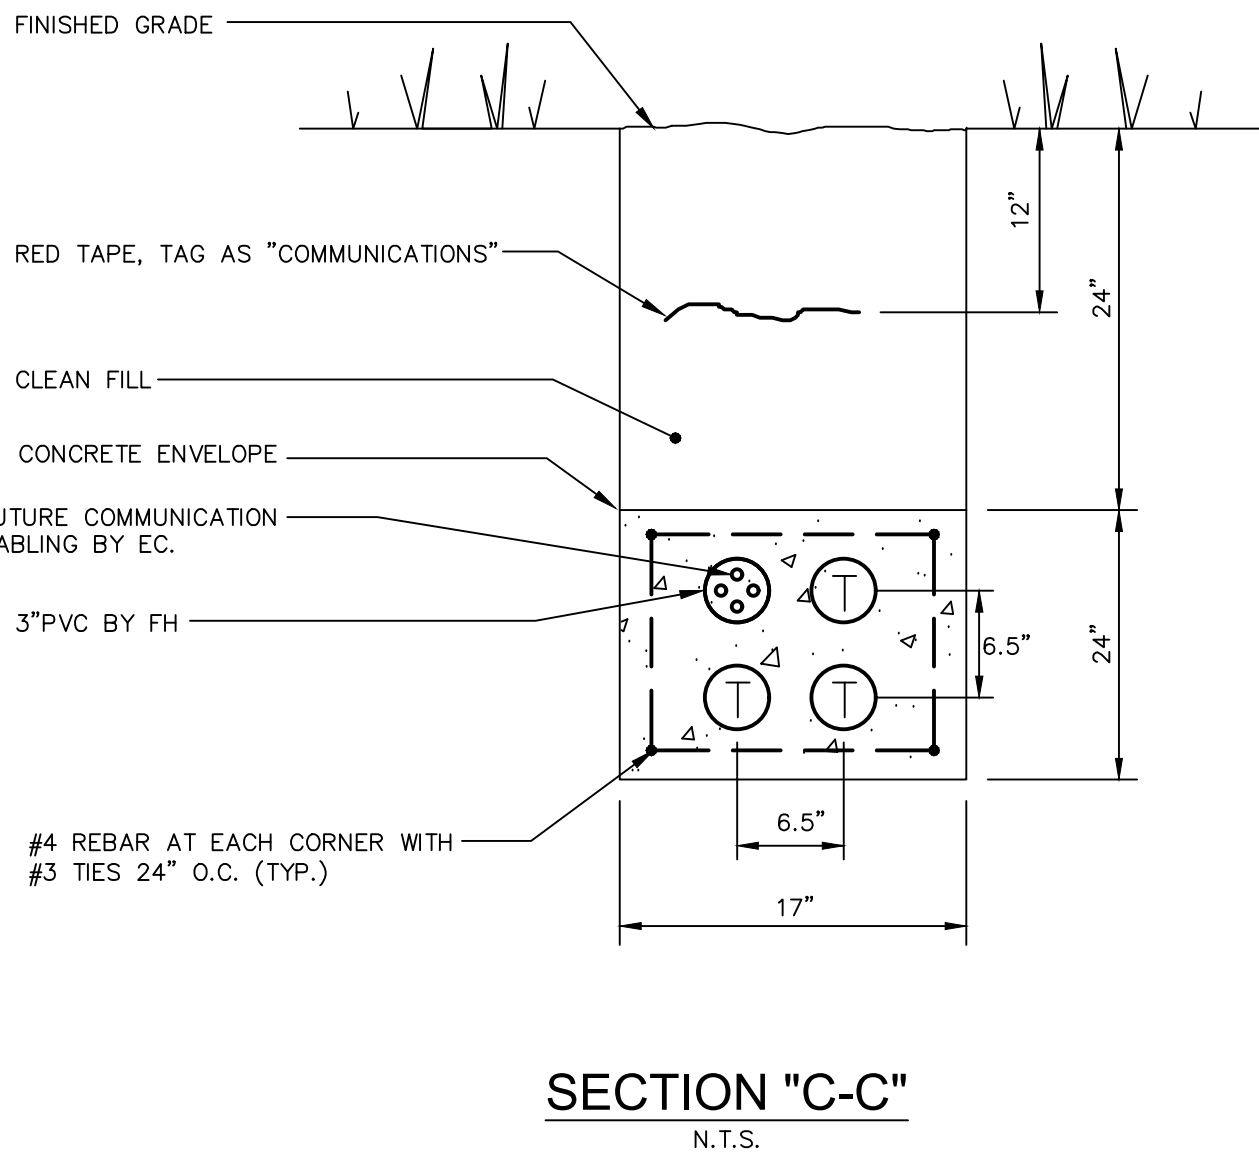 FINISHED GRADE
12"
RED TAPE, TAG AS "COMMUNICATIONS"
24"
CLEAN FILL
CONCRETE ENVELOPE
UTURE COMMUNICATION
ABLING BY EC.
T
3"PVC BY FH
6.5"
24"
T
T
6.5"
#4 REBAR AT EACH CORNER WITH
#3 TIES 24" O.C. (TYP.)
17"
SECTION "C-C"
N.T.S.